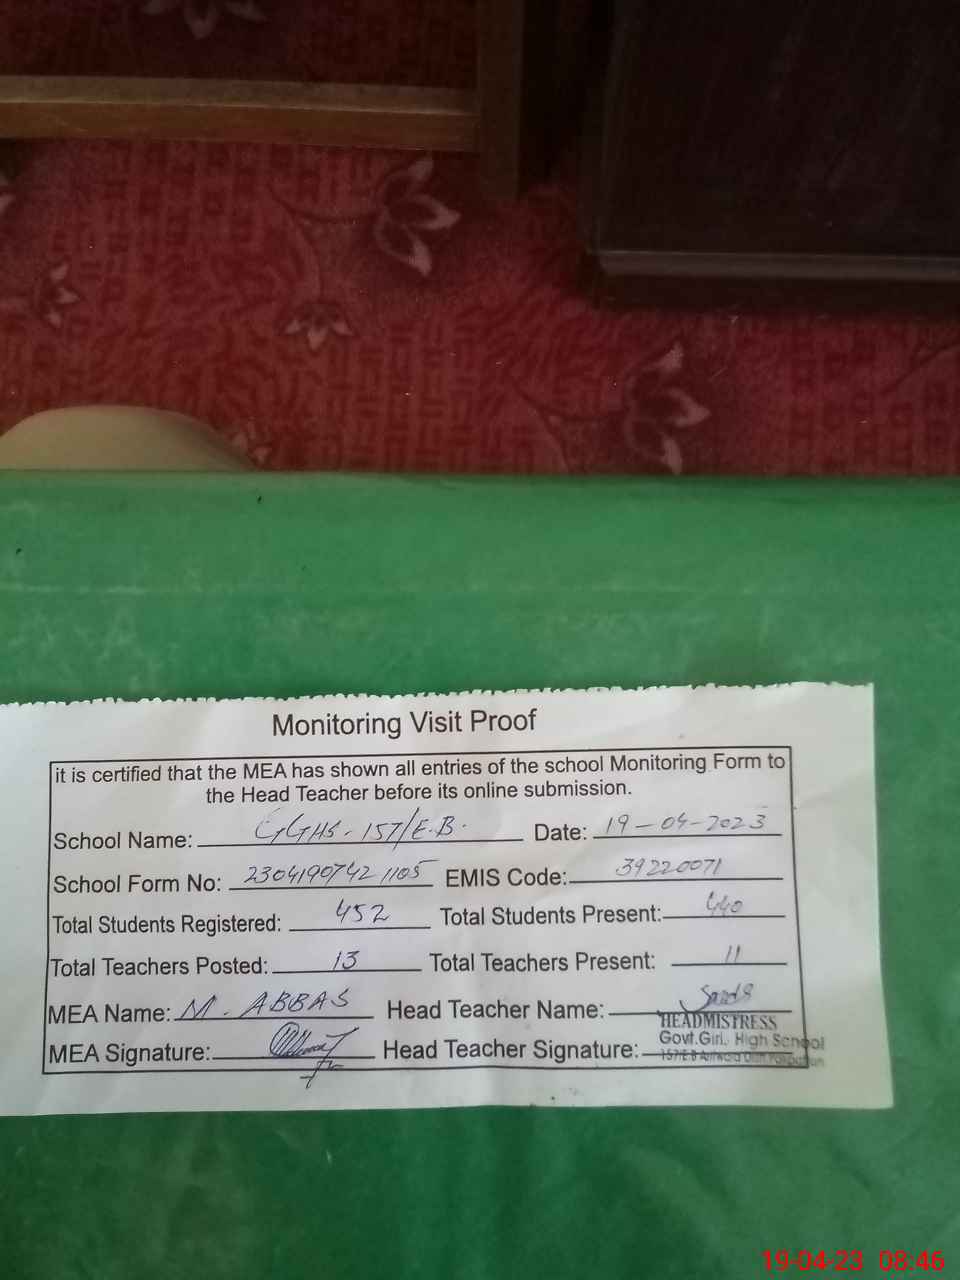 Monitoring Visit Proof
it is certified that the MEA has shown all entries of the school Monitoring Form to
the Head Teacher before its online submission.
School Name: GGHS-157/E.B. Date: 19-04-2023
School Form No: 23041907421105 EMIS Code: 39220071
Total Students Registered: 452 Total Students Present: 440
Total Teachers Posted: 13 Total Teachers Present: 11
MEA Name: M. ABBAS Head Teacher Name:
HEADMISTRESS
MEA Signature: Head Teacher Signature:
Govt.Girl. High School
157/E.B
19-04-23 08:46